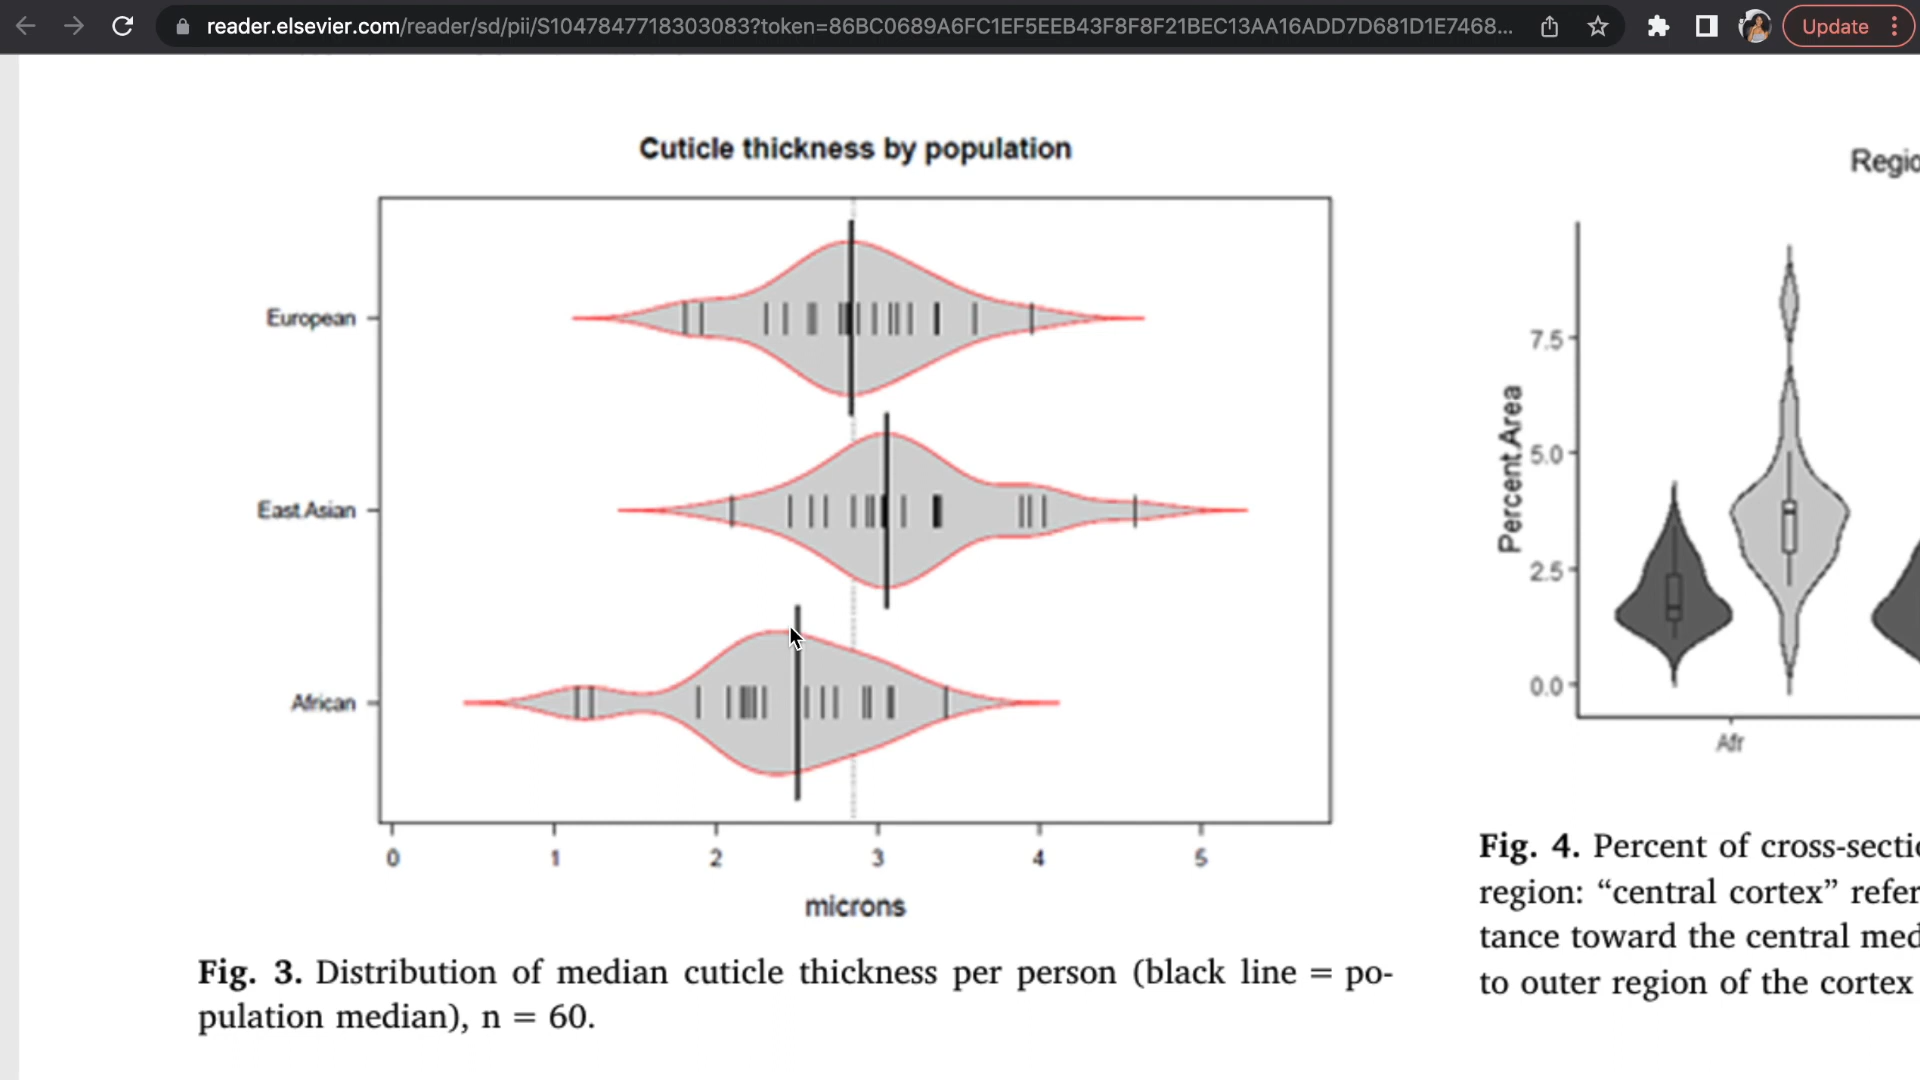 reader.elsevier.com/reader/sd/pii/S1047847718303083?token=86BC0689A6FC1EF5EEB43F8F8F21BEC13AA16ADD7D681D1E7468...
Update
Cuticle thickness by population
European
East Asian
African
0 1 2 3 4 5
microns
Fig. 3. Distribution of median cuticle thickness per person (black line = po-
pulation median), n = 60.
Regio
Percent Area
7.5
5.0
2.5
0.0
Afr
Fig. 4. Percent of cross-sectio
region: “central cortex” refer
tance toward the central med
to outer region of the cortex